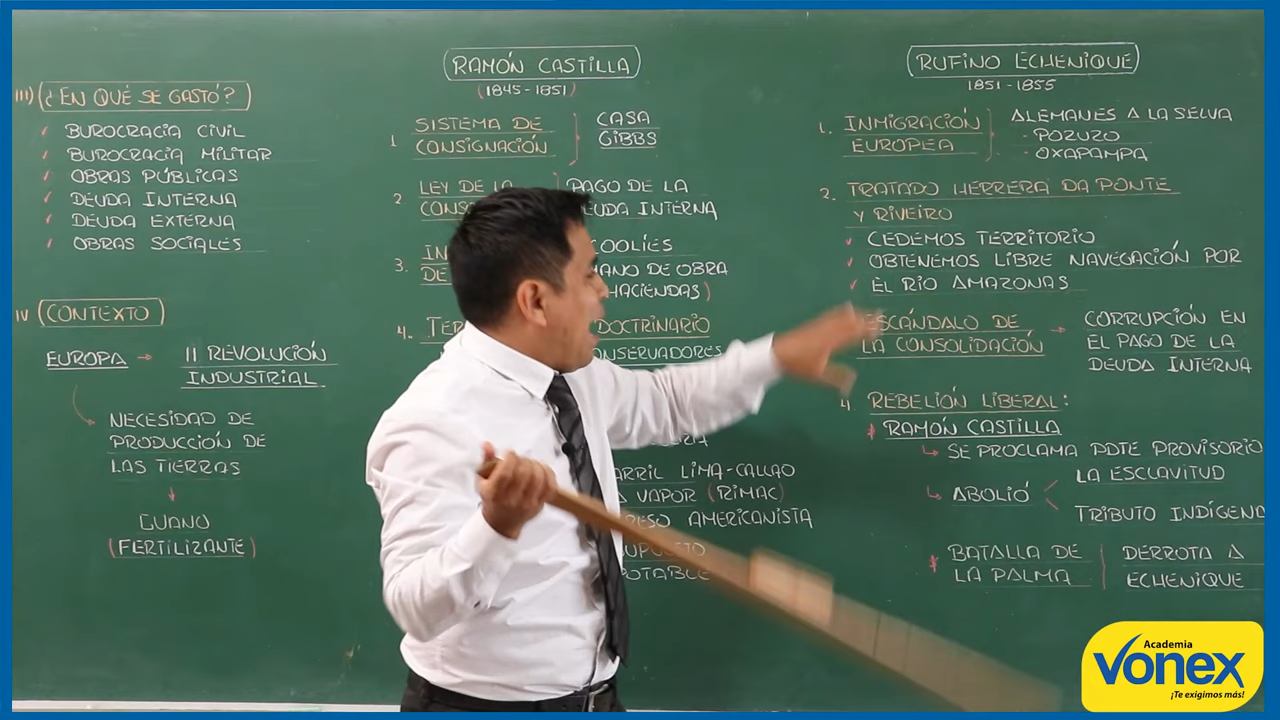 III) (¿EN QUÉ SE GASTÓ?)
BUROCRACIA CIVIL
BUROCRACIA MILITAR
OBRAS PÚBLICAS
DEUDA INTERNA
DEUDA EXTERNA
OBRAS SOCIALES
IV (CONTEXTO)
EUROPA → II REVOLUCIÓN
INDUSTRIAL
NECESIDAD DE
PRODUCCIÓN DE
LAS TIERRAS
GUANO
(FERTILIZANTE)
RAMÓN CASTILLA
(1845-1851)
1. SISTEMA DE
CONSIGNACIÓN
CASA
GIBBS
2. LEY DE LA
PAGO DE LA
INTERNA
3.
MANO DE OBRA
HACIENDAS)
4.
DOCTRINARIO
LIMA-CALLAO
VAPOR (RIMAC)
AMERICANISTA
RUFINO ECHENIQUE
1851-1855
1. INMIGRACIÓN
EUROPEA
ALEMANES A LA SELVA
- POZUZO
- OXAPAMPA
2. TRATADO HERRERA DA PONTE
Y RIVEIRO
CEDEMOS TERRITORIO
OBTENEMOS LIBRE NAVEGACIÓN POR
EL RÍO AMAZONAS
ESCÁNDALO DE
LA CONSOLIDACIÓN
→ CORRUPCIÓN EN
EL PAGO DE LA
DEUDA INTERNA
4. REBELIÓN LIBERAL:
* RAMÓN CASTILLA
↳ SE PROCLAMA PDTE PROVISORIO
↳ ABOLIÓ < LA ESCLAVITUD
TRIBUTO INDÍGENA
* BATALLA DE
LA PALMA
DERROTA A
ECHENIQUE
Academia
Vonex
¡Te exigimos más!